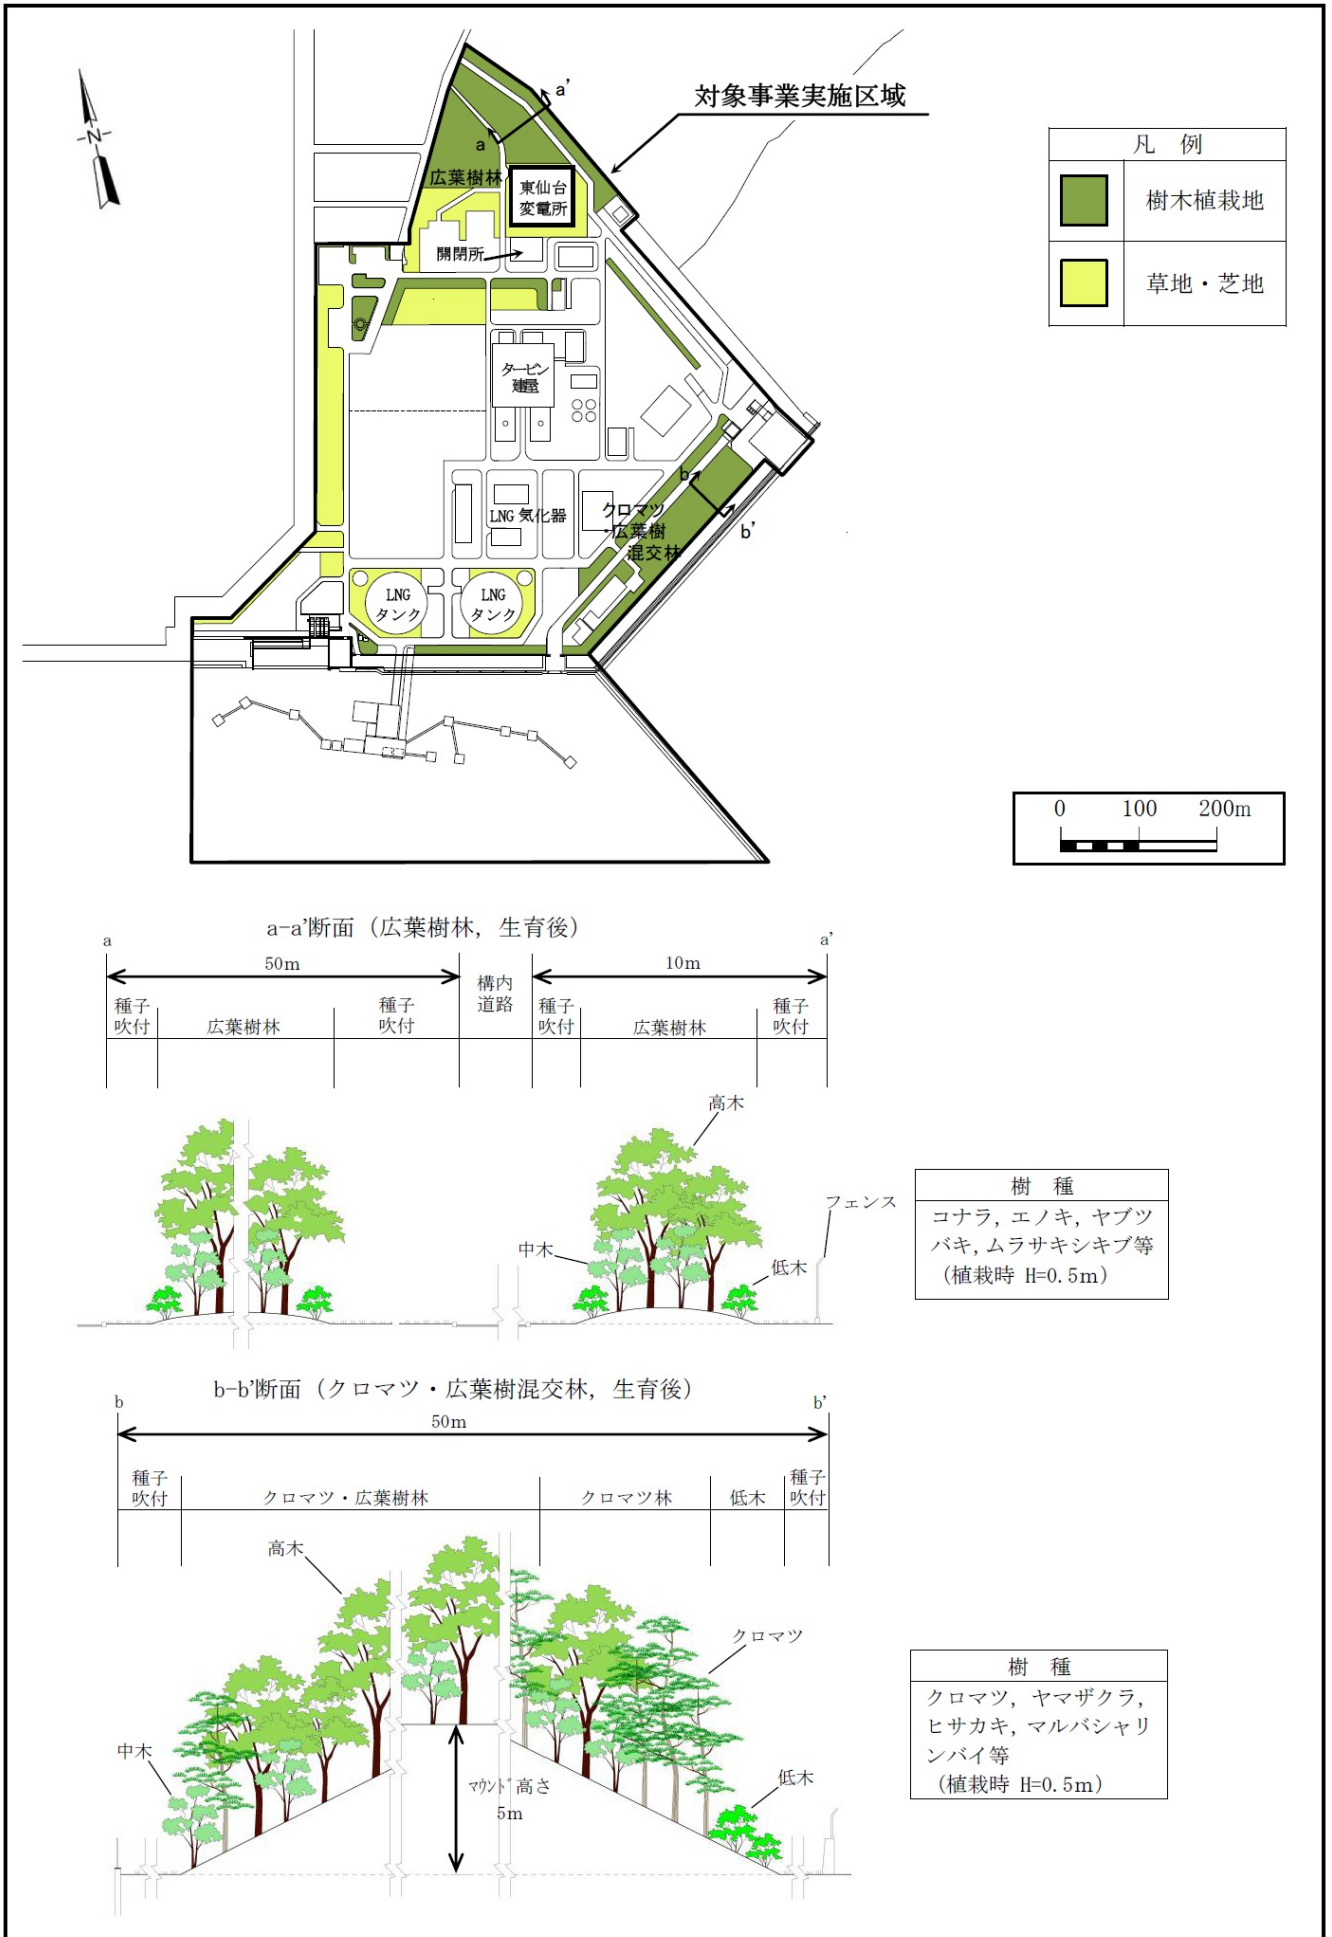 N
a'
a
対象事業実施区域
凡 例
樹木植栽地
草地・芝地
広葉樹林
東仙台
変電所
開閉所
タービン
建屋
b
b'
LNG 気化器
クロマツ
・広葉樹
混交林
LNG
タンク
LNG
タンク
0 100 200m
a-a'断面（広葉樹林，生育後）
a
a'
50m
構内
道路
10m
種子
吹付
広葉樹林
種子
吹付
種子
吹付
広葉樹林
種子
吹付
高木
フェンス
中木
低木
樹 種
コナラ，エノキ，ヤブツ
バキ，ムラサキシキブ等
（植栽時 H=0.5m）
b-b'断面（クロマツ・広葉樹混交林，生育後）
b
b'
50m
種子
吹付
クロマツ・広葉樹林
クロマツ林
低木
種子
吹付
高木
クロマツ
中木
マウンド高さ
5m
低木
樹 種
クロマツ，ヤマザクラ，
ヒサカキ，マルバシャリ
ンバイ等
（植栽時 H=0.5m）